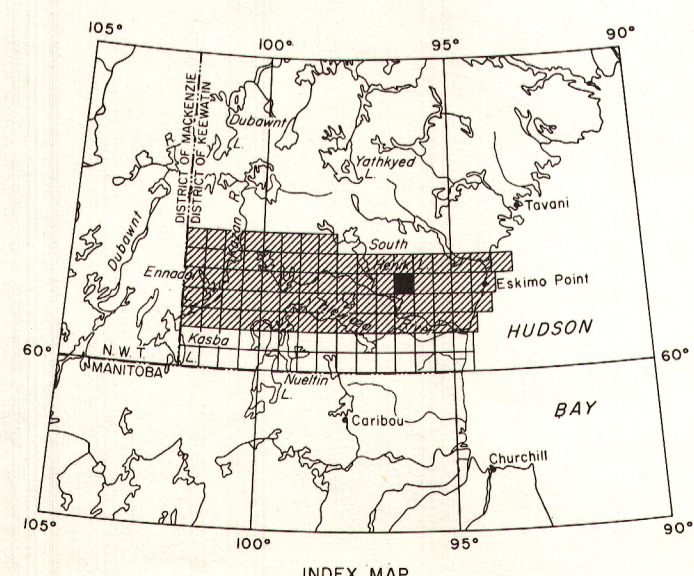 105° 100° 95° 90°
DISTRICT OF MACKENZIE
DISTRICT OF KEEWATIN
Dubawnt
L.
Yathkyed
L.
R.
R.
Kazan
Tavani
Dubawnt
South
Henik L.
Ennadai
Eskimo Point
HUDSON
Kasba
L.
60° N.W.T. 60°
MANITOBA
Nueltin
L.
BAY
Caribou
Churchill
105° 100° 95° 90°
INDEX MAP